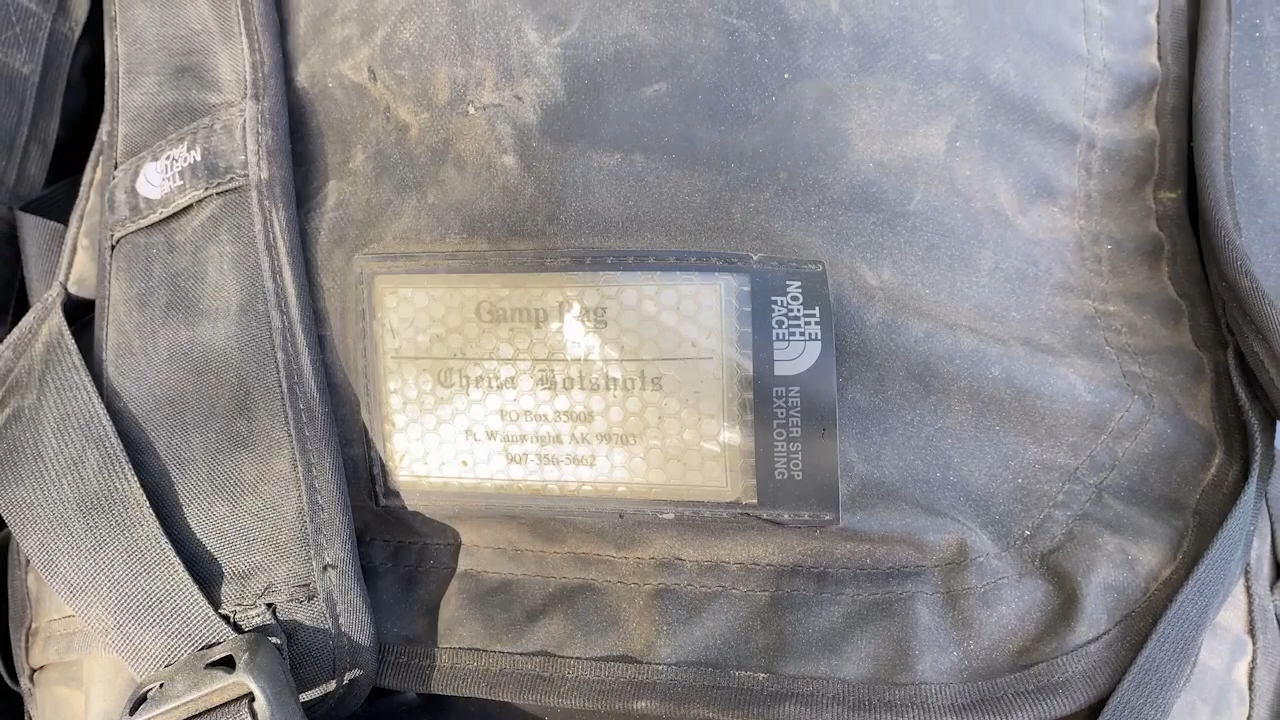 THE
NORTH
FACE
Camp Bag
Chena Hotshots
PO Box 35005
Ft. Wainwright, AK 99703
907-356-5662
THE
NORTH
FACE
NEVER STOP
EXPLORING